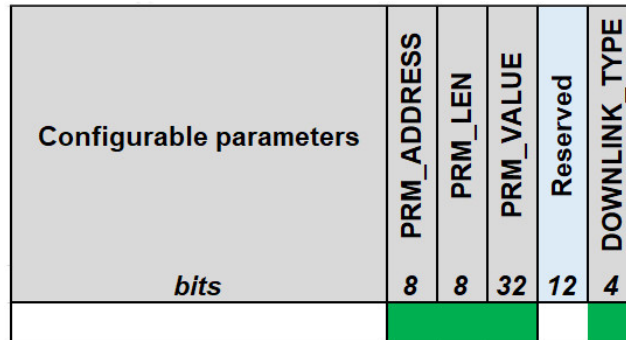 Configurable parameters
PRM_ADDRESS
PRM_LEN
PRM_VALUE
Reserved
DOWNLINK_TYPE
bits
8
8
32
12
4